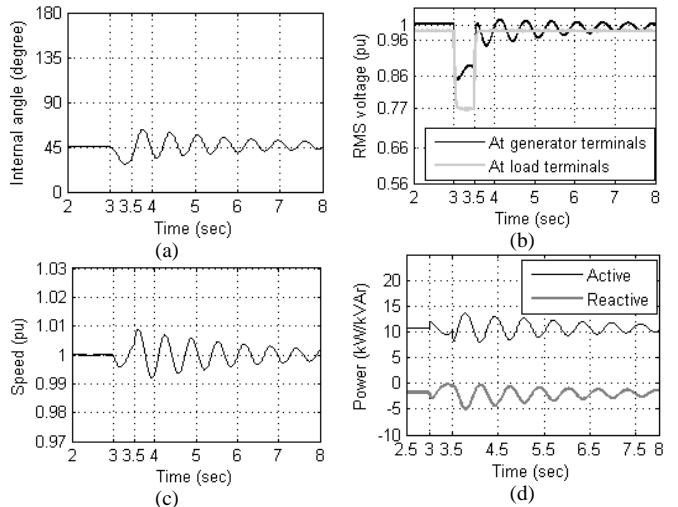 Internal angle (degree)
180
135
90
45
0
2 3 3.5 4 5 6 7 8
Time (sec)
(a)
RMS voltage (pu)
1
0.96
0.86
0.77
0.66
0.56
At generator terminals
At load terminals
2 3 3.5 4 5 6 7 8
Time (sec)
(b)
Speed (pu)
1.03
1.02
1.01
1
0.99
0.98
0.97
2 3 3.5 4 5 6 7 8
Time (sec)
(c)
Power (kW/kVAr)
20
15
10
5
0
-5
-10
Active
Reactive
2.5 3 3.5 4.5 5.5 6.5 7.5 8
Time (sec)
(d)